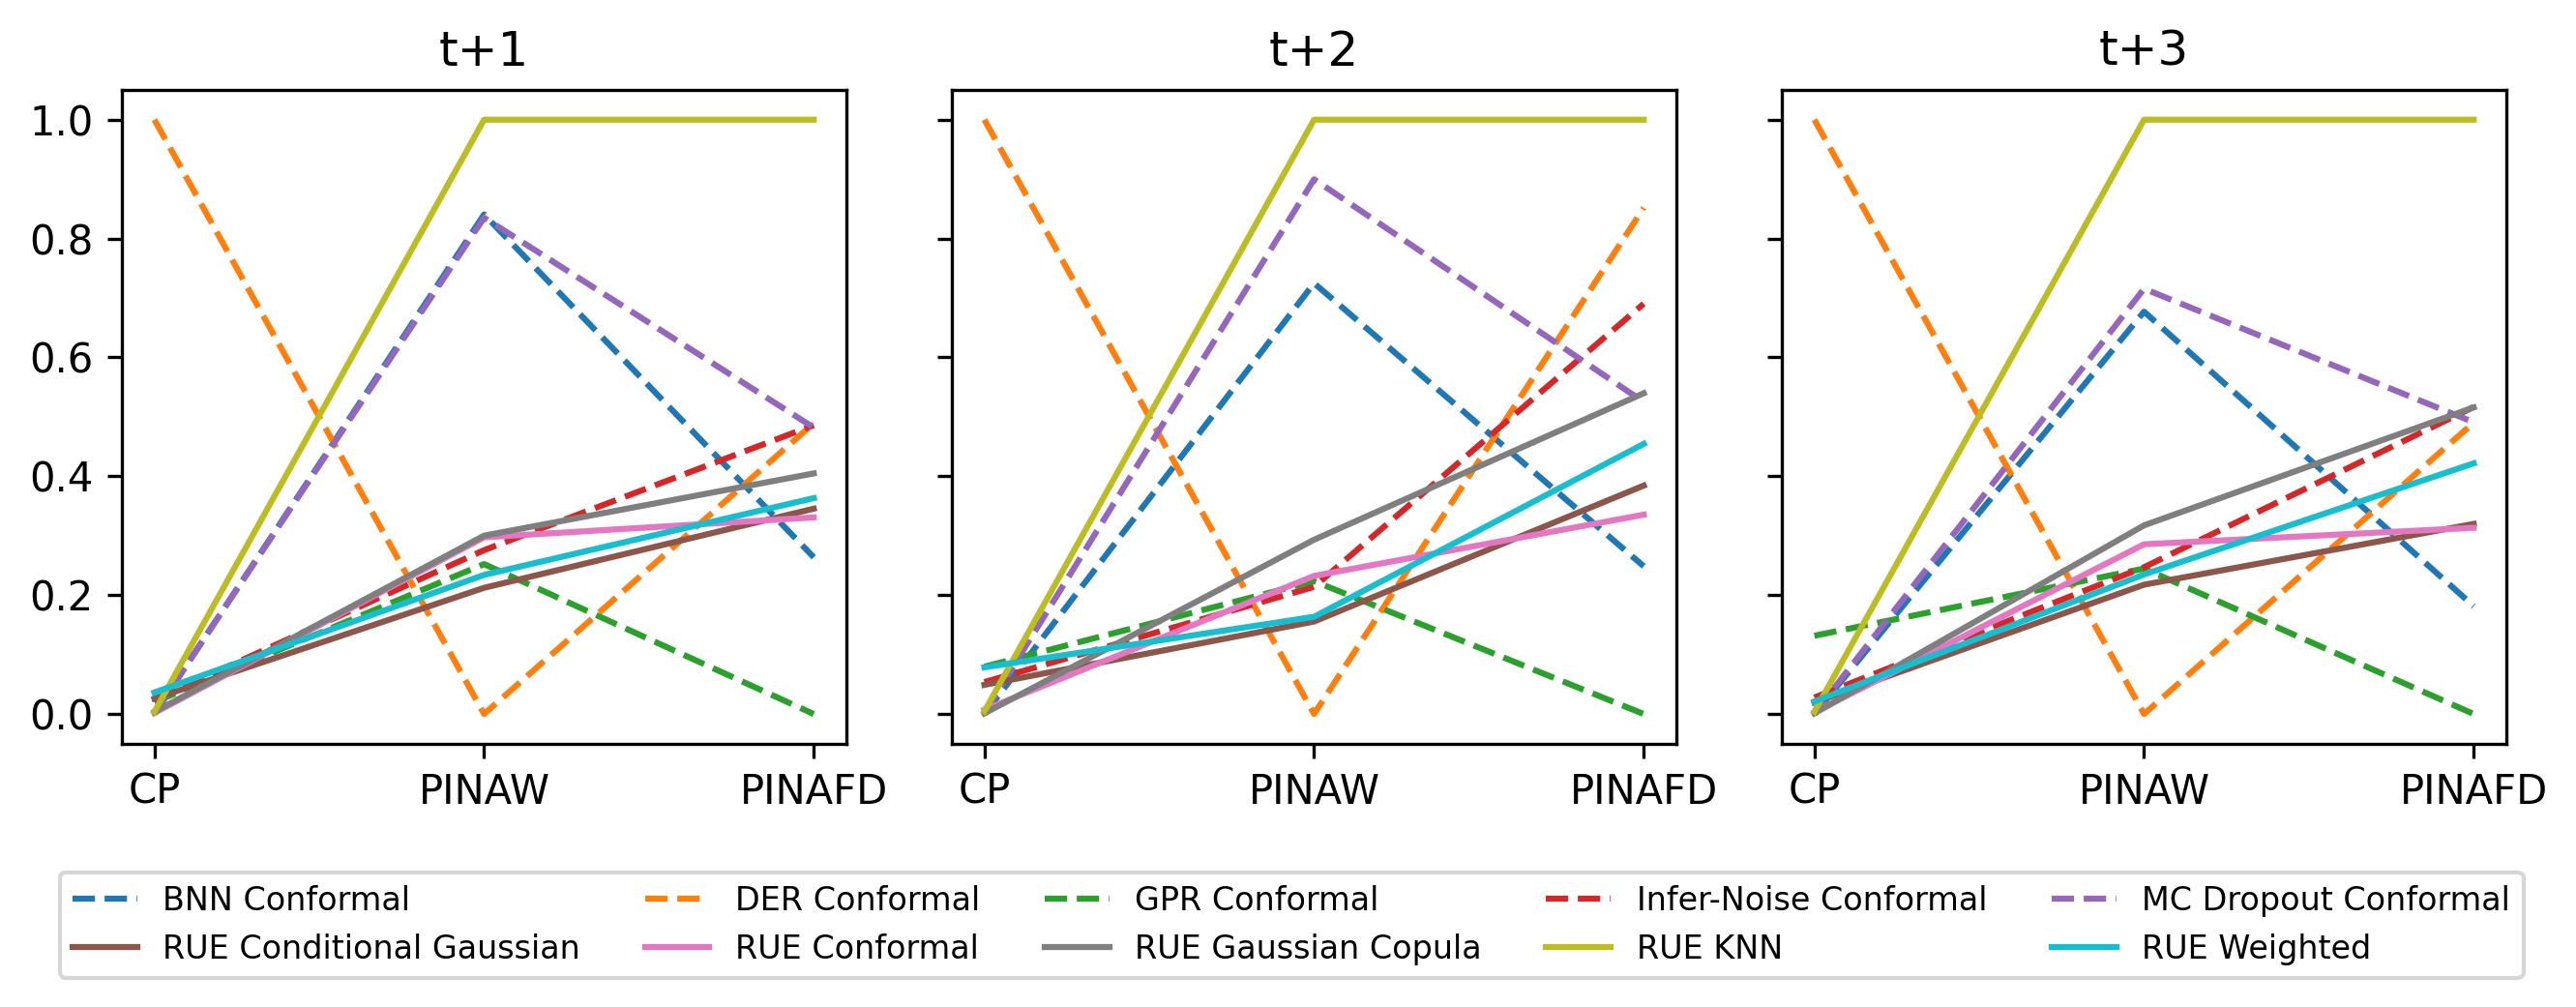 t+1 t+2 t+3
1.0
0.8
0.6
0.4
0.2
0.0
CP PINAW PINAFD CP PINAW PINAFD CP PINAW PINAFD
BNN Conformal DER Conformal GPR Conformal Infer-Noise Conformal MC Dropout Conformal
RUE Conditional Gaussian RUE Conformal RUE Gaussian Copula RUE KNN RUE Weighted